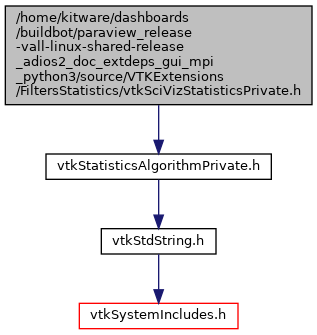 /home/kitware/dashboards
/buildbot/paraview_release
-vall-linux-shared-release
_adios2_doc_extdeps_gui_mpi
_python3/source/VTKExtensions
/FiltersStatistics/vtkSciVizStatisticsPrivate.h
vtkStatisticsAlgorithmPrivate.h
vtkStdString.h
vtkSystemIncludes.h